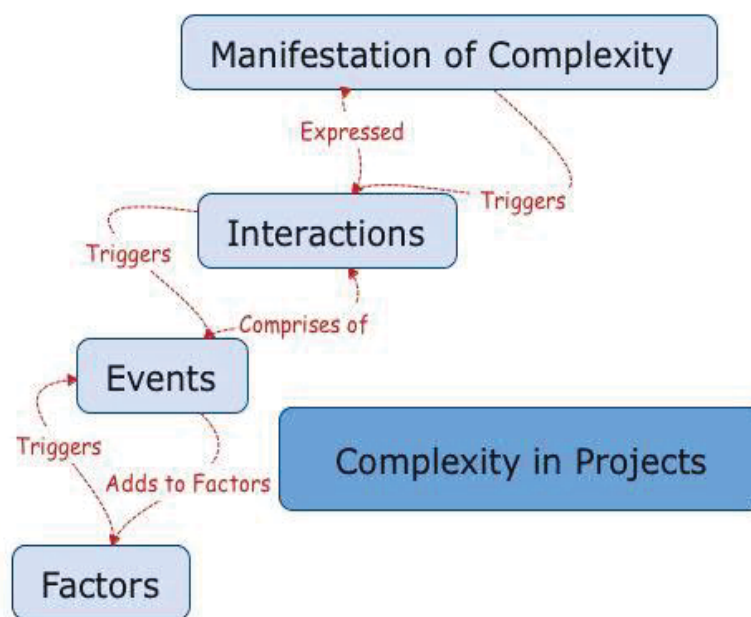 Manifestation of Complexity
Expressed
Triggers
Interactions
Triggers
Comprises of
Events
Triggers
Adds to Factors
Complexity in Projects
Factors